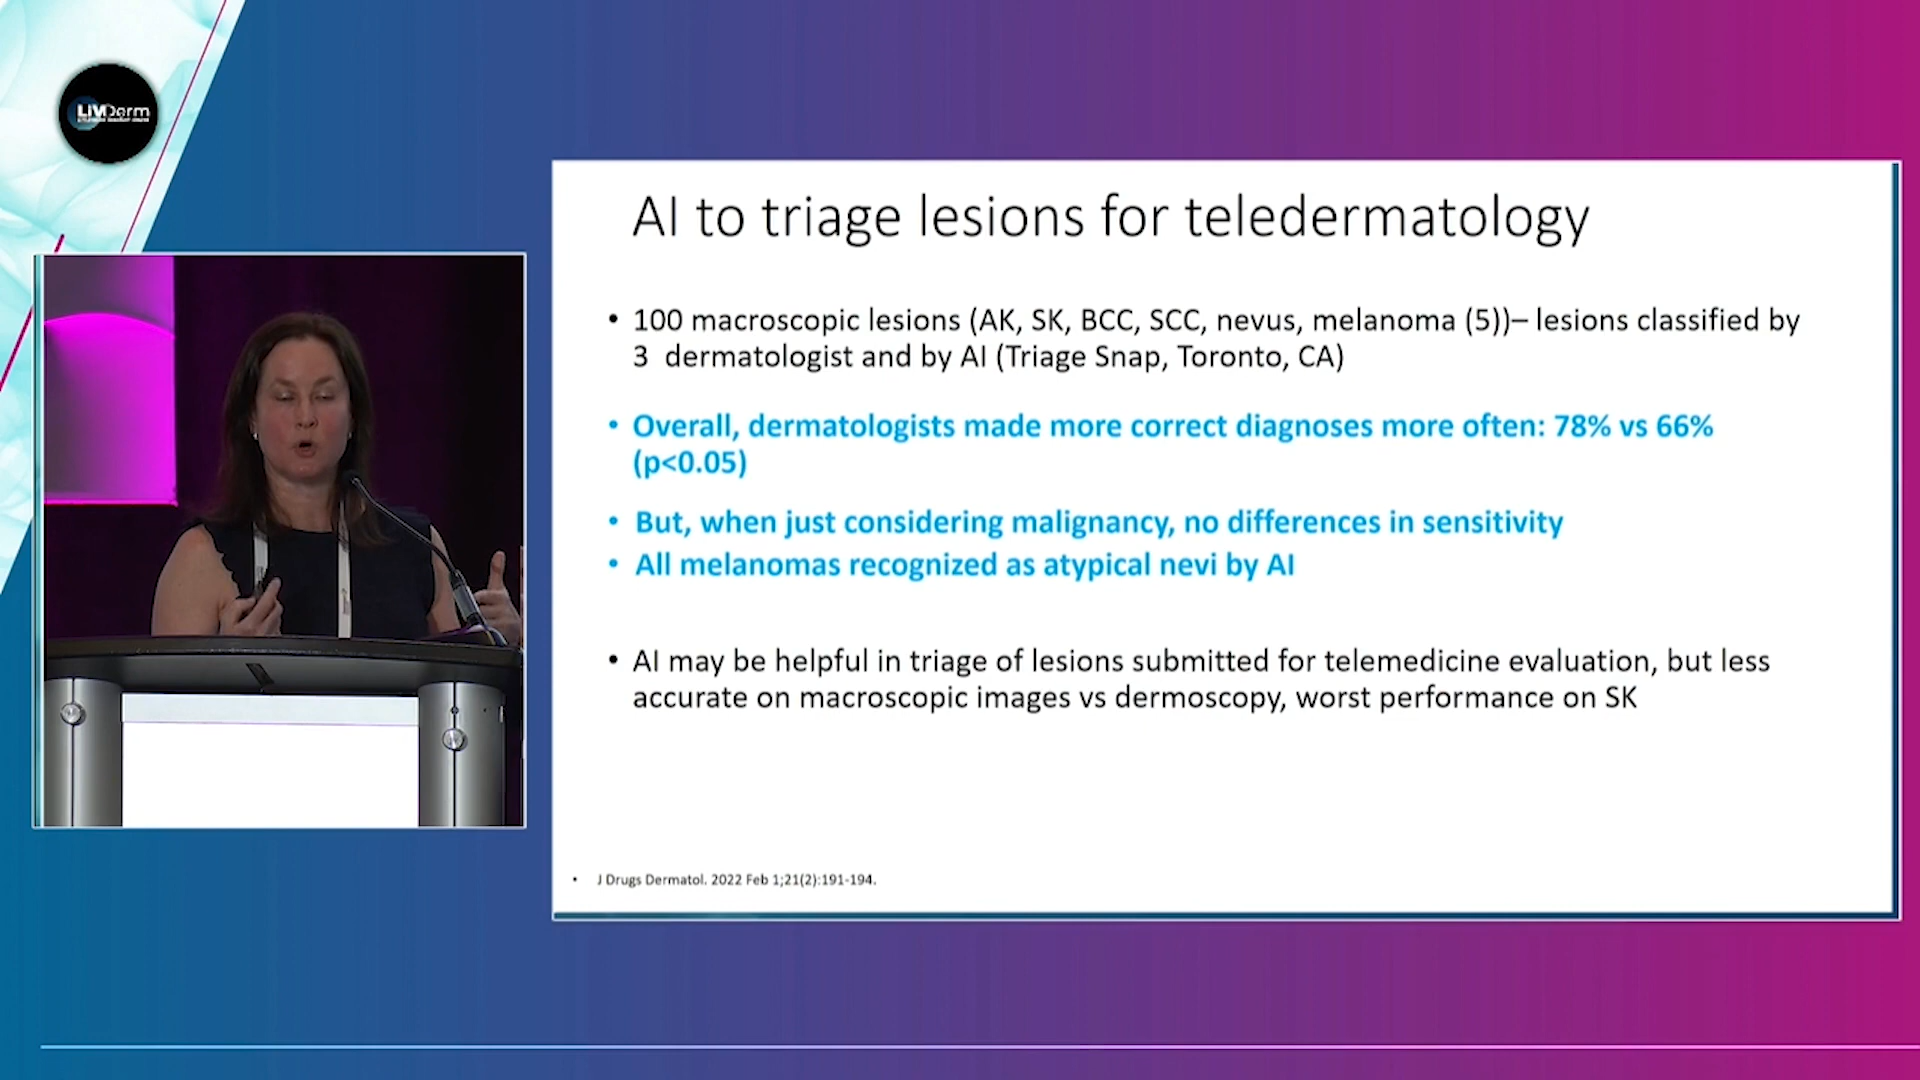 LIVDerm
AI to triage lesions for teledermatology
• 100 macroscopic lesions (AK, SK, BCC, SCC, nevus, melanoma (5))– lesions classified by
3 dermatologist and by AI (Triage Snap, Toronto, CA)
• Overall, dermatologists made more correct diagnoses more often: 78% vs 66%
(p<0.05)
• But, when just considering malignancy, no differences in sensitivity
• All melanomas recognized as atypical nevi by AI
• AI may be helpful in triage of lesions submitted for telemedicine evaluation, but less
accurate on macroscopic images vs dermoscopy, worst performance on SK
• J Drugs Dermatol. 2022 Feb 1;21(2):191-194.